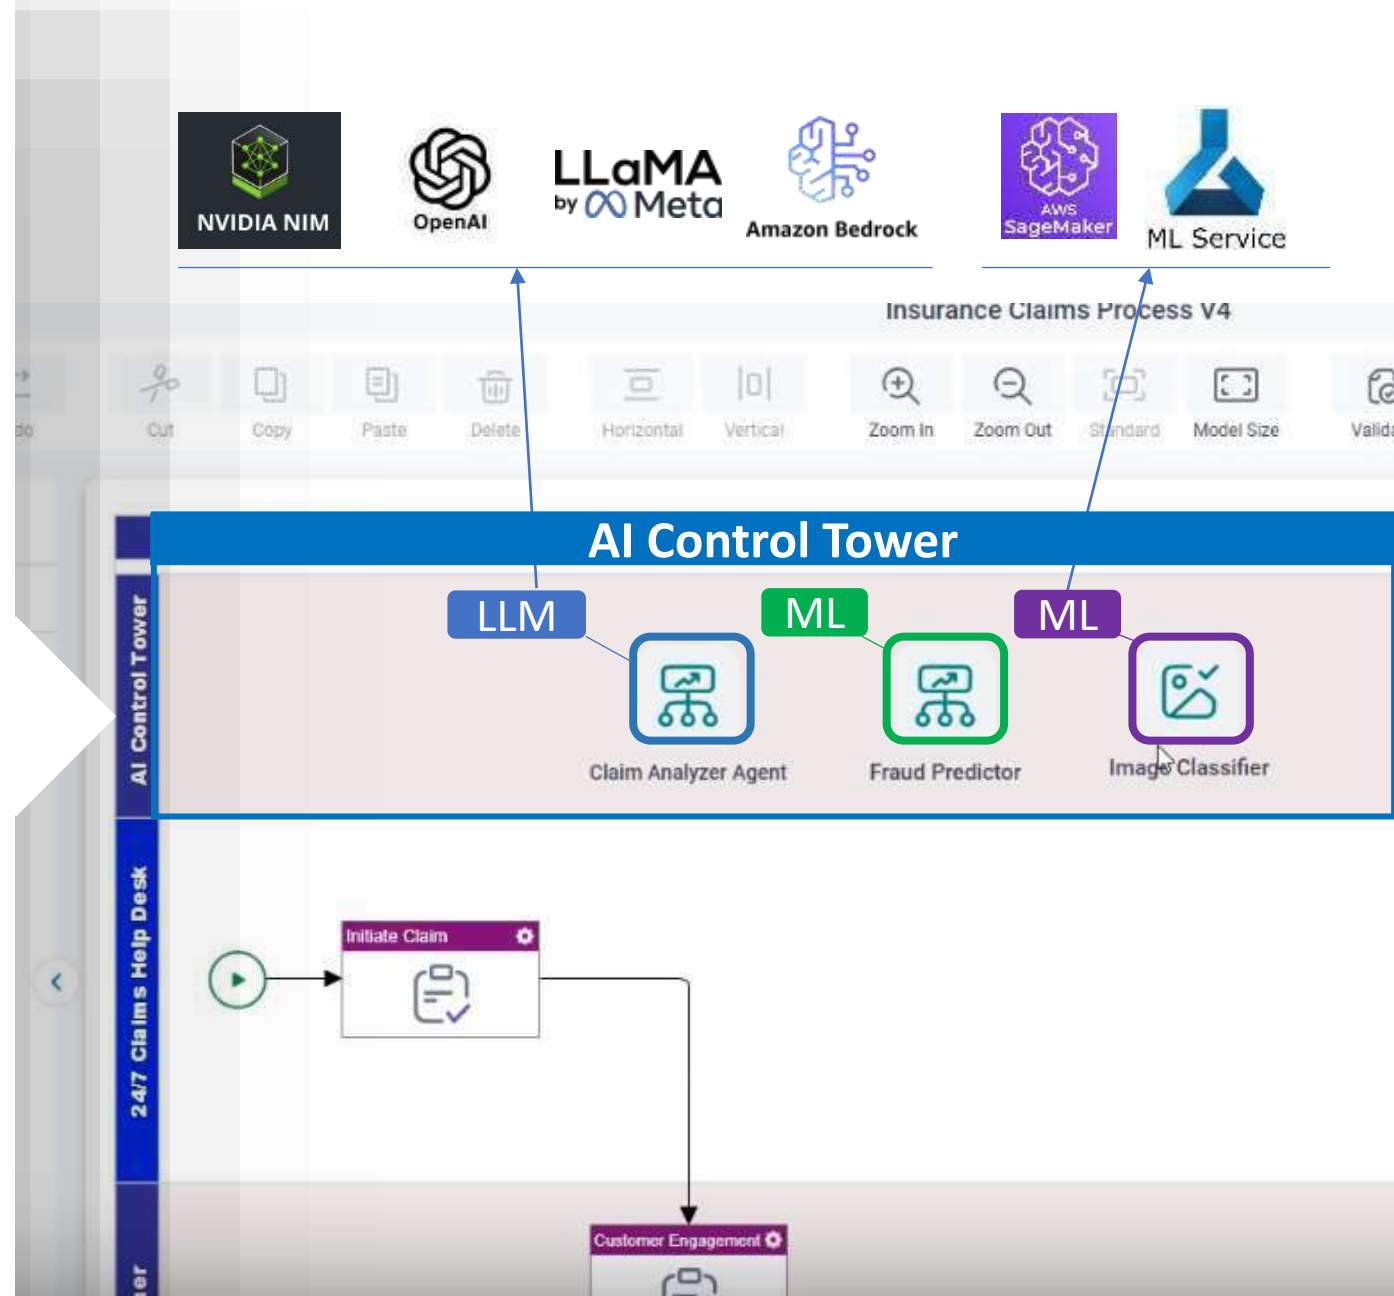 NVIDIA NIM
OpenAI
LLaMA
by Meta
Amazon Bedrock
AWS
SageMaker
ML Service
Insurance Claims Process V4
Cut
Copy
Paste
Delete
Horizontal
Vertical
Zoom In
Zoom Out
Standard
Model Size
AI Control Tower
AI Control Tower
LLM
ML
ML
Claim Analyzer Agent
Fraud Predictor
Image Classifier
24/7 Claims Help Desk
Initiate Claim
Customer Engagement